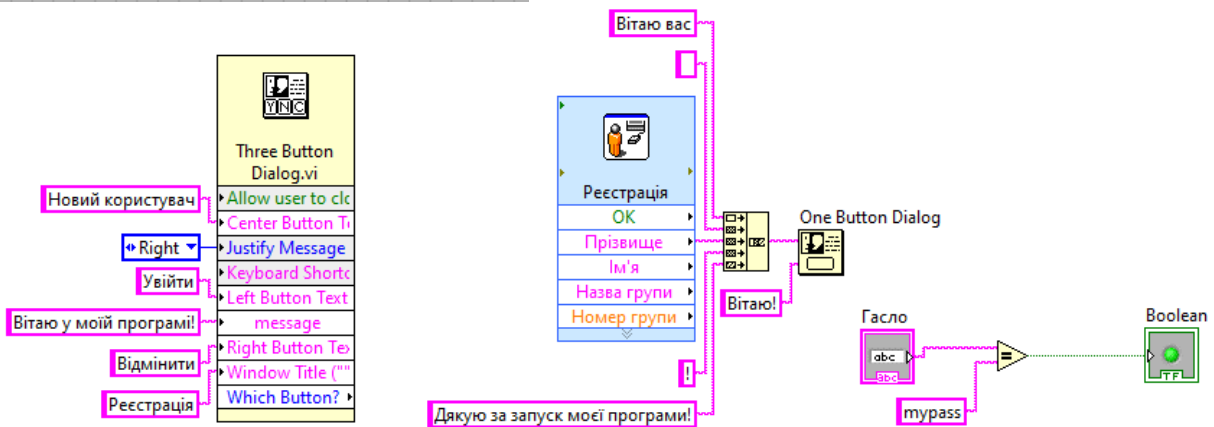 YNC
Three Button
Dialog.vi
Новий користувач
Allow user to clo
Center Button T
Right
Justify Message
Keyboard Shortc
Увійти
Left Button Text
Вітаю у моїй програмі!
message
Right Button Te
Відмінити
Window Title (""
Реєстрація
Which Button?
Вітаю вас
Реєстрація
OK
Прізвище
Ім'я
Назва групи
Номер групи
One Button Dialog
Вітаю!
!
Дякую за запуск моєї програми!
Гасло
abc
abc
=
mypass
Boolean
TF